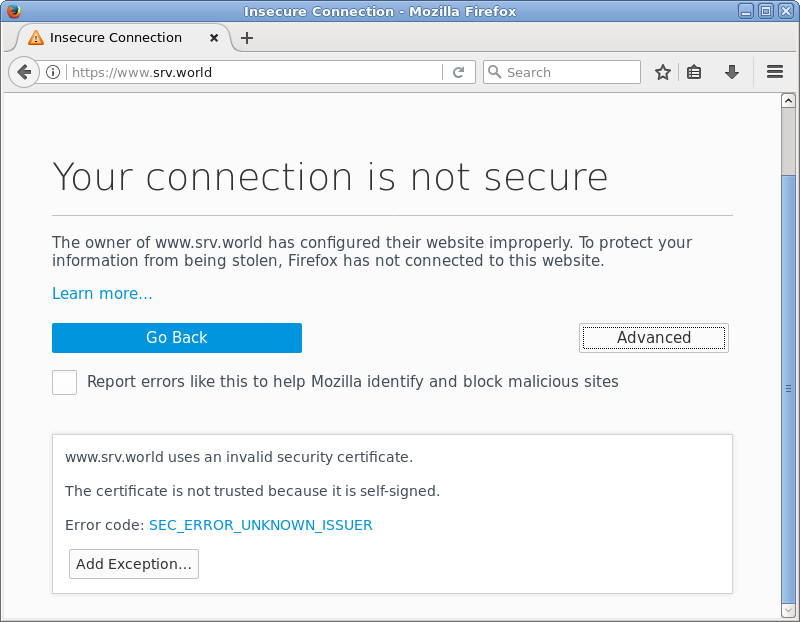 Insecure Connection - Mozilla Firefox
Insecure Connection
https://www.srv.world
Search
Your connection is not secure
The owner of www.srv.world has configured their website improperly. To protect your
information from being stolen, Firefox has not connected to this website.
Learn more...
Go Back
Advanced
Report errors like this to help Mozilla identify and block malicious sites
www.srv.world uses an invalid security certificate.
The certificate is not trusted because it is self-signed.
Error code: SEC_ERROR_UNKNOWN_ISSUER
Add Exception...